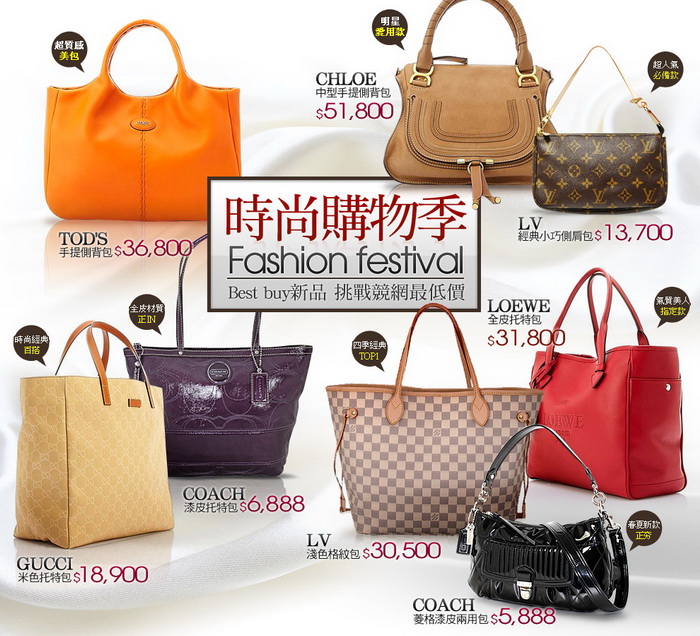 超質感
美包
TOD'S
手提側背包$36,800
明星
愛用款
CHLOE
中型手提側背包
$51,800
超人氣
必備款
LV
經典小巧側肩包$13,700
時尚購物季
Fashion festival
Best buy新品 挑戰競網最低價
時尚經典
百搭
GUCCI
米色托特包$18,900
全皮材質
正IN
COACH
漆皮托特包$6,888
四季經典
TOP1
LV
淺色格紋包$30,500
LOEWE
全皮托特包
$31,800
氣質美人
指定款
LOEWE
春夏新款
正夯
COACH
菱格漆皮兩用包$5,888